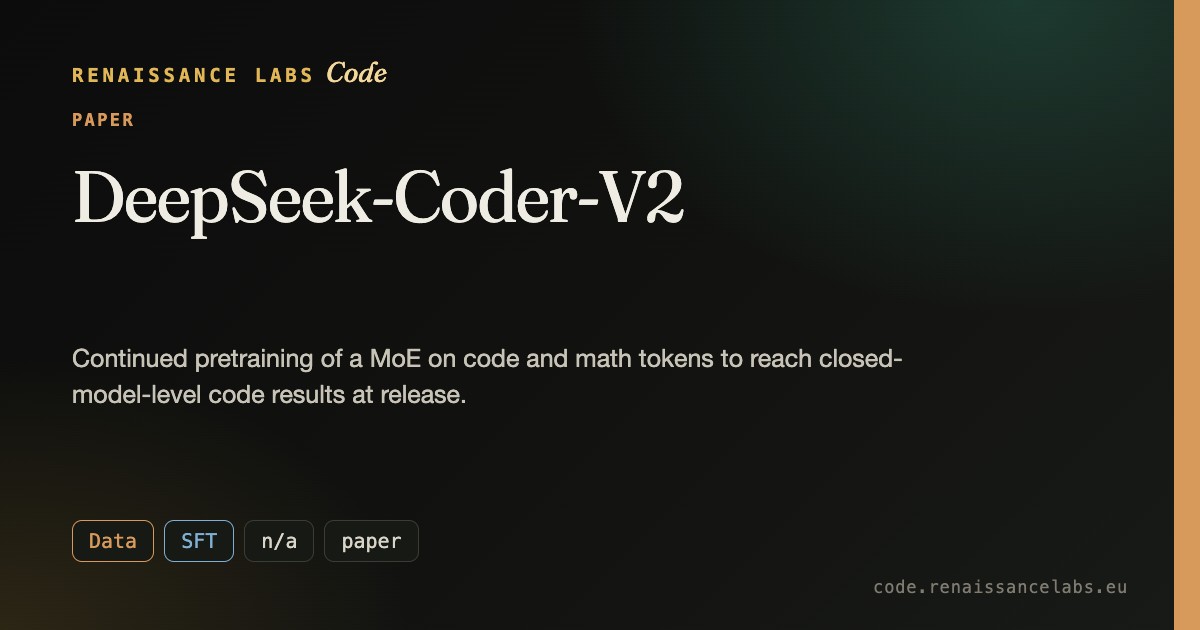 RENAISSANCE LABS Code
PAPER
DeepSeek-Coder-V2
Continued pretraining of a MoE on code and math tokens to reach closed-
model-level code results at release.
Data SFT n/a paper
code.renaissancelabs.eu